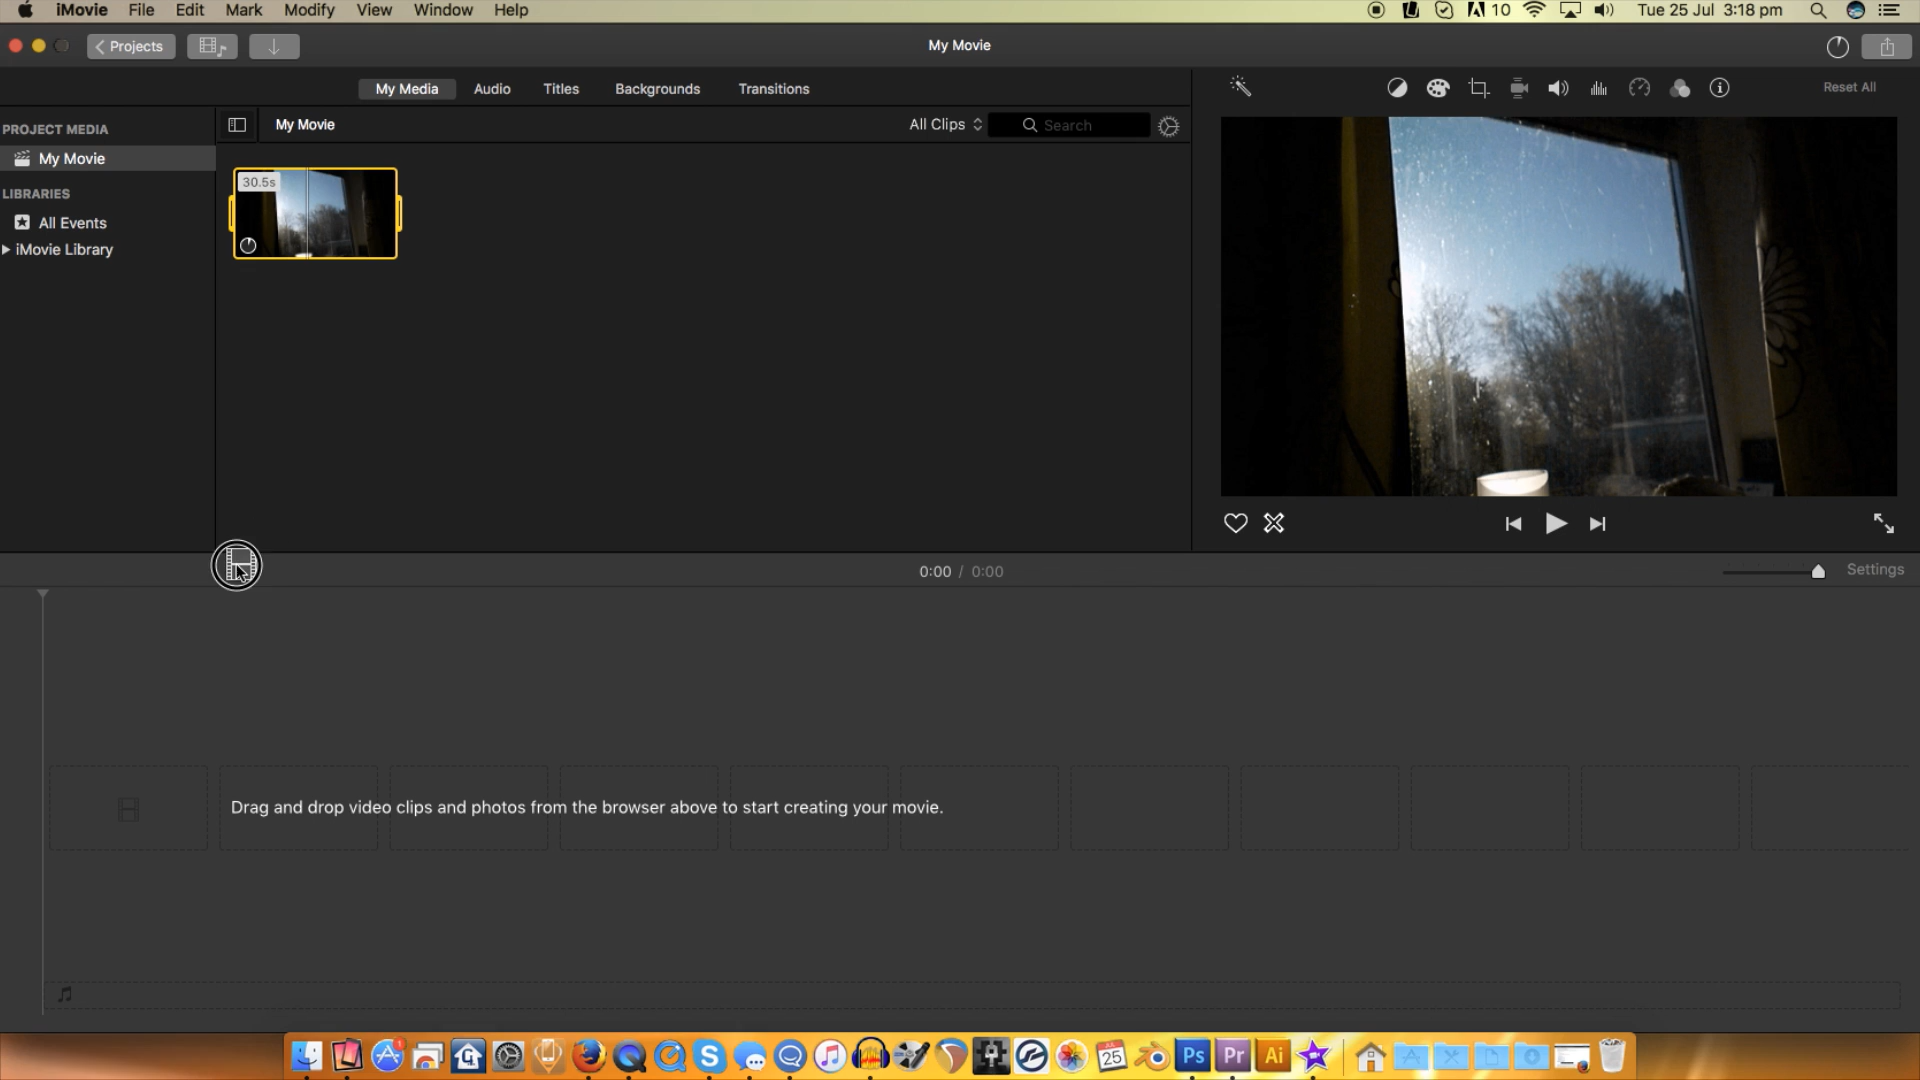 iMovie File Edit Mark Modify View Window Help 10 Tue 25 Jul 3:18 pm
Projects My Movie
My Media Audio Titles Backgrounds Transitions Reset All
PROJECT MEDIA My Movie All Clips Search
My Movie
30.5s
LIBRARIES
All Events
iMovie Library
0:00 / 0:00 Settings
Drag and drop video clips and photos from the browser above to start creating your movie.
1 25 Ps Pr Ai